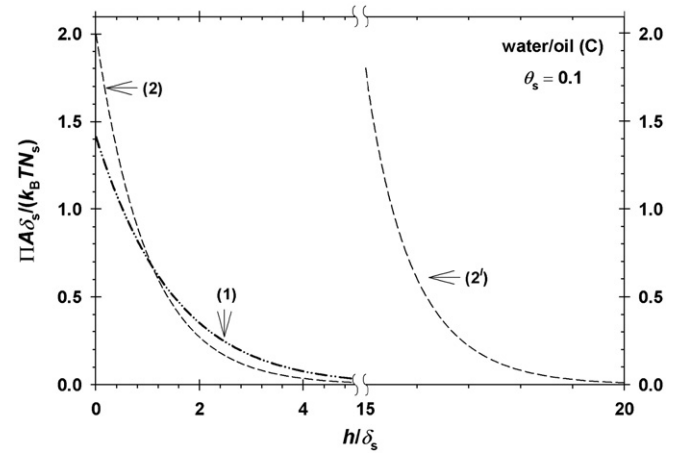 water/oil (C)
θs = 0.1
(2)
(1)
(2^l)
ΠAδs/(kBTNs)
2.0
1.5
1.0
0.5
0.0
2.0
1.5
1.0
0.5
0.0
0 2 4 15 20
h/δs